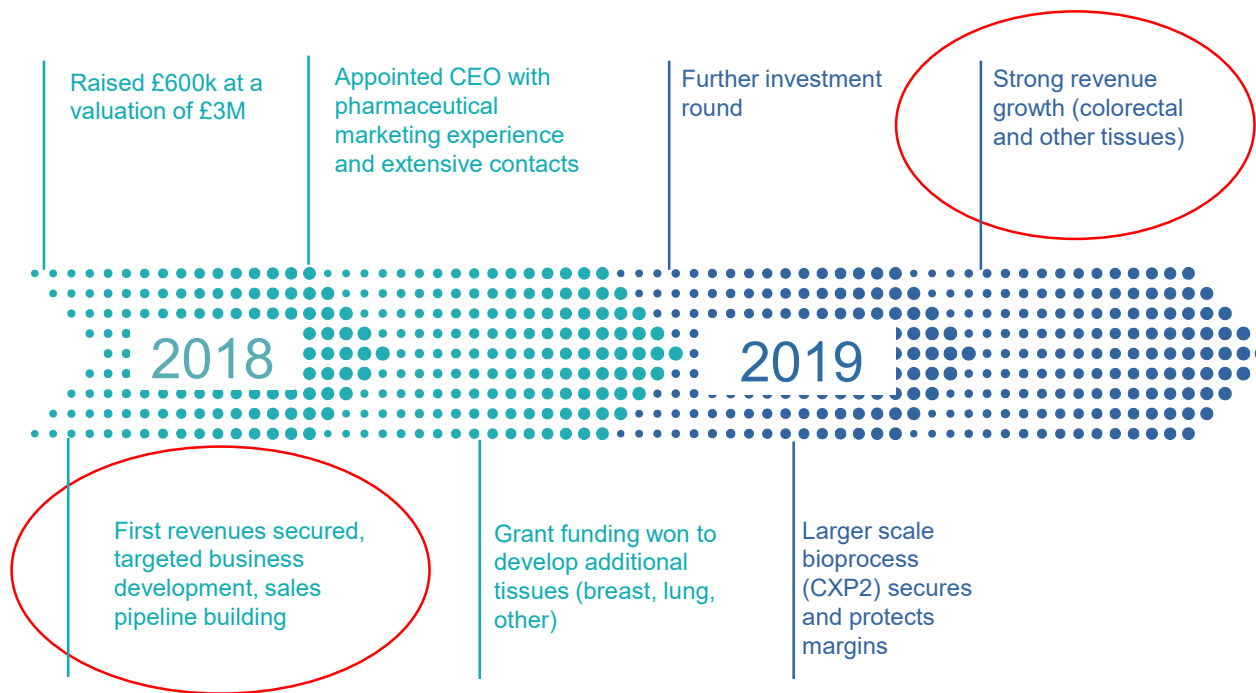 Raised £600k at a
valuation of £3M
Appointed CEO with
pharmaceutical
marketing experience
and extensive contacts
Further investment
round
Strong revenue
growth (colorectal
and other tissues)
2018
2019
First revenues secured,
targeted business
development, sales
pipeline building
Grant funding won to
develop additional
tissues (breast, lung,
other)
Larger scale
bioprocess
(CXP2) secures
and protects
margins